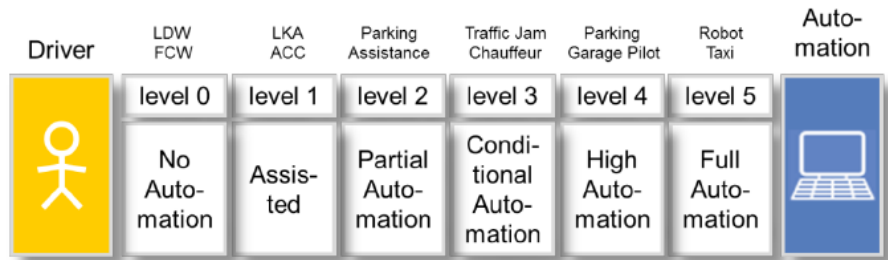 Driver
LDW
FCW
LKA
ACC
Parking
Assistance
Traffic Jam
Chauffeur
Parking
Garage Pilot
Robot
Taxi
Auto-
mation
level 0
level 1
level 2
level 3
level 4
level 5
No
Auto-
mation
Assis-
ted
Partial
Auto-
mation
Condi-
tional
Auto-
mation
High
Auto-
mation
Full
Auto-
mation